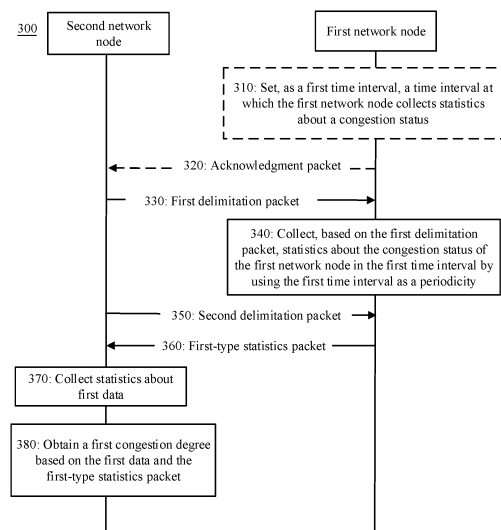 300
Second network
node
First network node
310: Set, as a first time interval, a time interval at
which the first network node collects statistics
about a congestion status
320: Acknowledgment packet
330: First delimitation packet
340: Collect, based on the first delimitation
packet, statistics about the congestion status of
the first network node in the first time interval by
using the first time interval as a periodicity
350: Second delimitation packet
360: First-type statistics packet
370: Collect statistics about
first data
380: Obtain a first congestion degree
based on the first data and the
first-type statistics packet